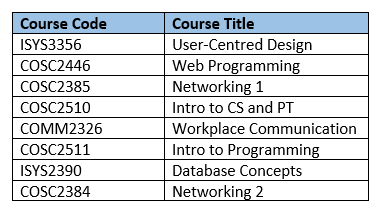 Course Code Course Title
ISYS3356 User-Centred Design
COSC2446 Web Programming
COSC2385 Networking 1
COSC2510 Intro to CS and PT
COMM2326 Workplace Communication
COSC2511 Intro to Programming
ISYS2390 Database Concepts
COSC2384 Networking 2